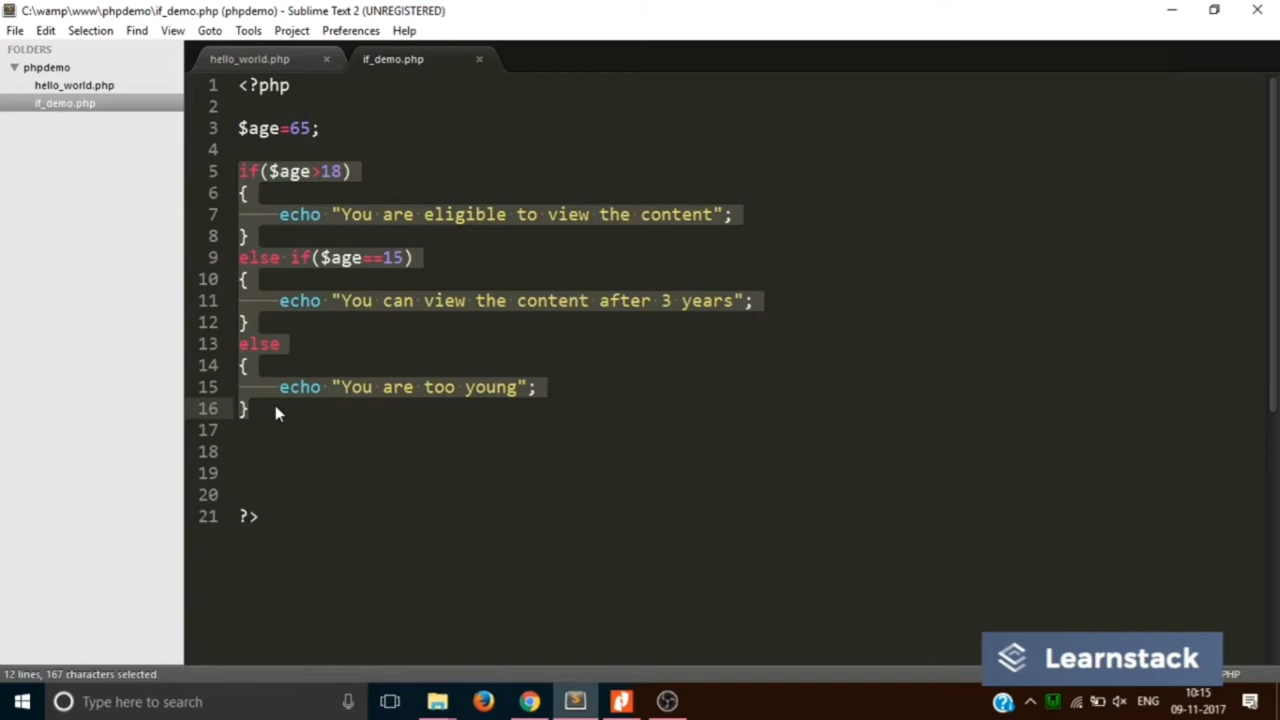 C:\wamp\www\phpdemo\if_demo.php (phpdemo) - Sublime Text 2 (UNREGISTERED)
File Edit Selection Find View Goto Tools Project Preferences Help
FOLDERS
phpdemo
hello_world.php
if_demo.php
hello_world.php × if_demo.php ×
1 <?php
2
3 $age=65;
4
5 if($age>18)
6 {
7 echo "You are eligible to view the content";
8 }
9 else if($age==15)
10 {
11 echo "You can view the content after 3 years";
12 }
13 else
14 {
15 echo "You are too young";
16 }
17
18
19
20
21 ?>
Learnstack
12 lines, 167 characters selected
PHP
Type here to search
ENG
10:15
09-11-2017